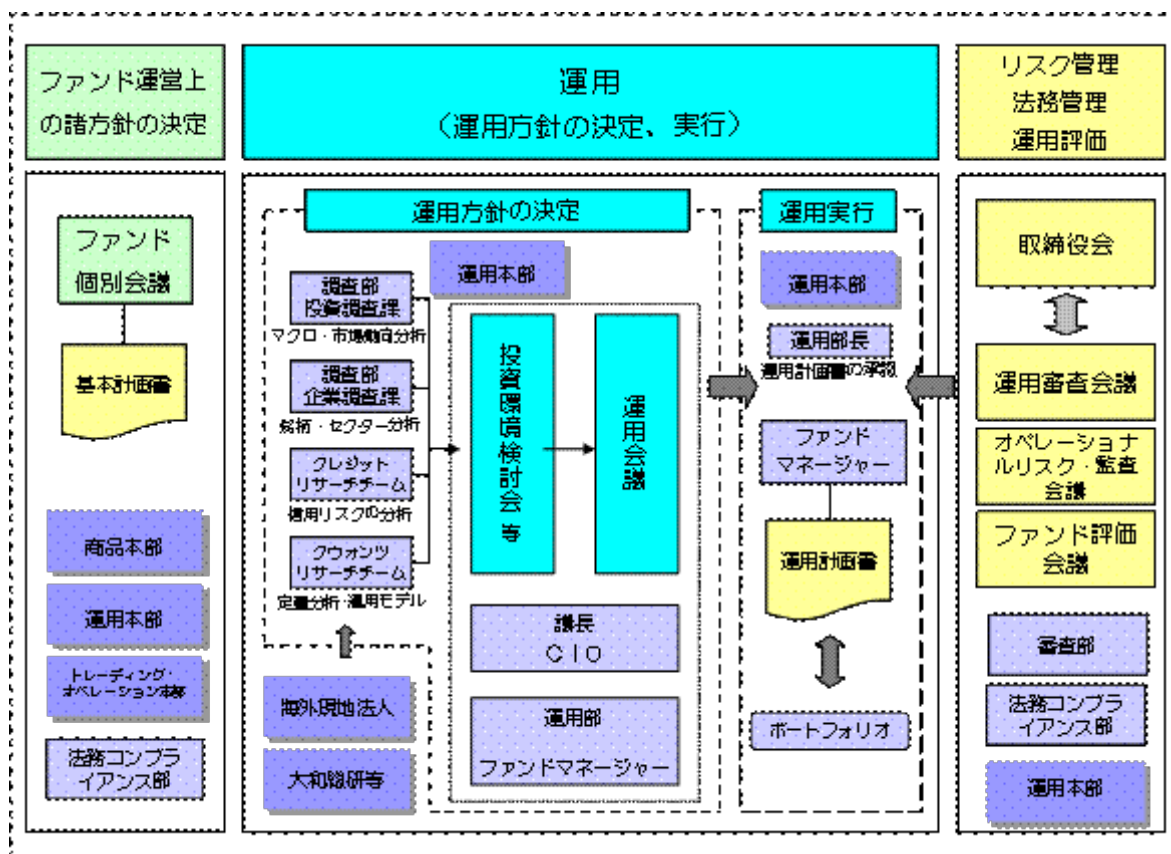 ファンド運営上
の諸方針の決定
運用
(運用方針の決定、実行)
リスク管理
法務管理
運用評価
ファンド
個別会議
基本計画書
商品本部
運用本部
トレーディング・
オペレーション本部
法務コンプラ
イアンス部
運用方針の決定
運用本部
調査部
投資調査課
マクロ・市場動向分析
調査部
企業調査課
銘柄・セクター分析
クレジット
リサーチチーム
信用リスクの分析
クウォンツ
リサーチチーム
定量分析・運用モデル
海外現地法人
大和総研等
投資環境検討会 等
運用会議
議長
CIO
運用部
ファンドマネージャー
運用実行
運用本部
運用部長
運用計画書の承認
ファンド
マネージャー
運用計画書
ポートフォリオ
取締役会
運用審査会議
オペレーショナ
ルリスク・監査
会議
ファンド評価
会議
審査部
法務コンプラ
イアンス部
運用本部